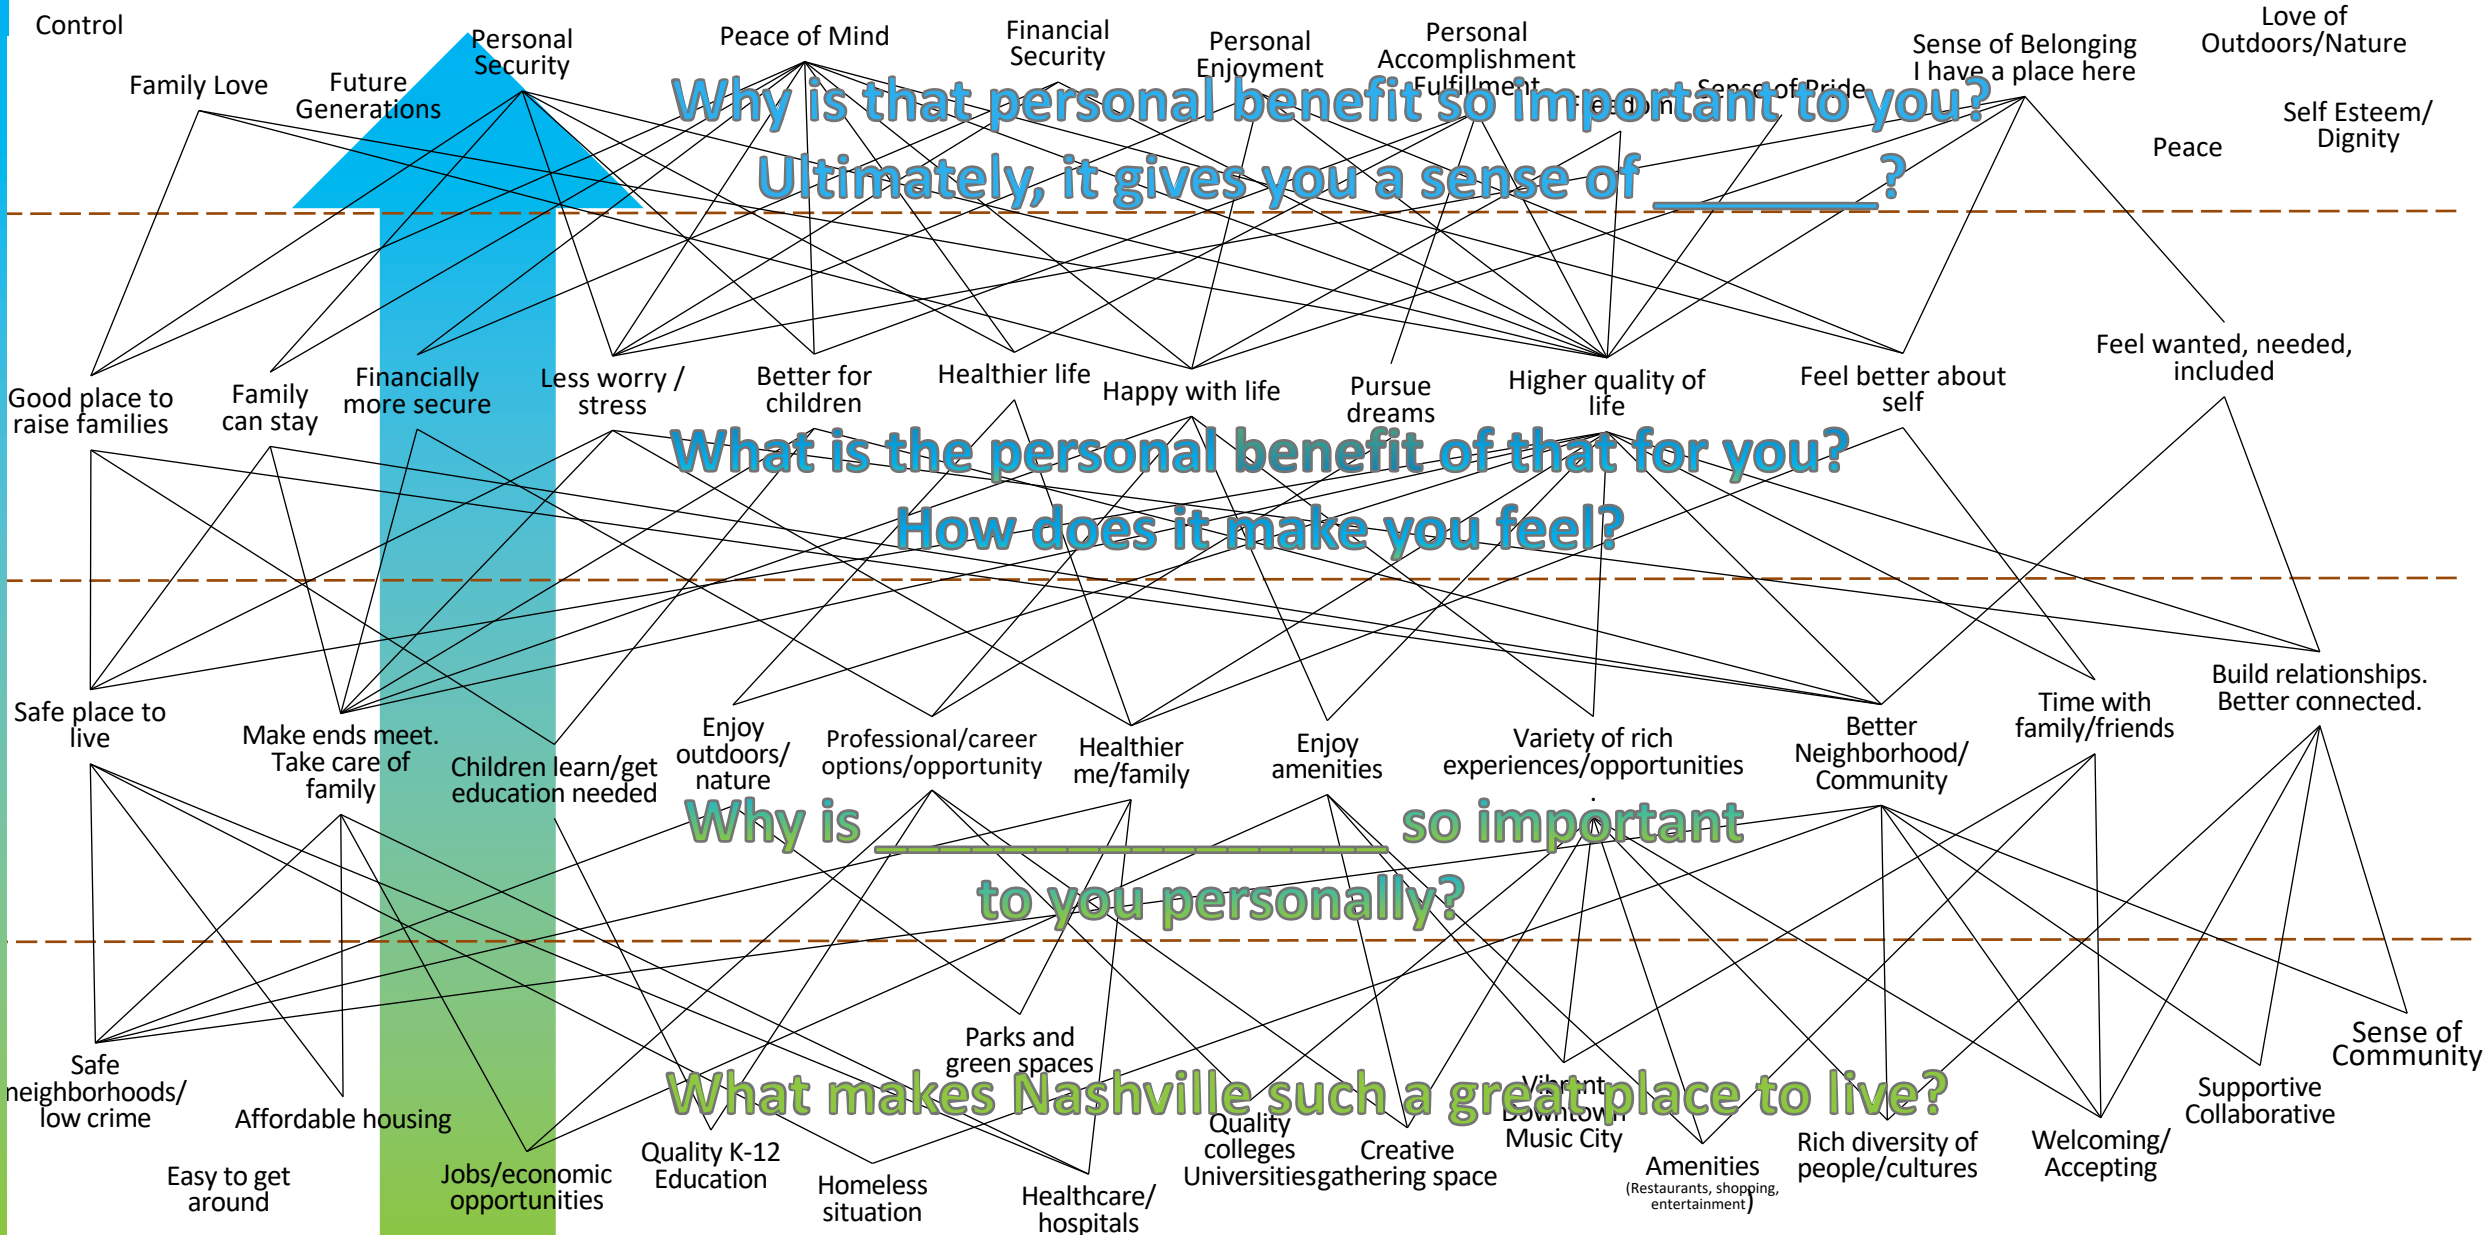 Control
Family Love
Future
Generations
Personal
Security
Peace of Mind
Financial
Security
Personal
Enjoyment
Personal
Accomplishment
Fulfillment
Freedom
Sense of Pride
Sense of Belonging
I have a place here
Love of
Outdoors/Nature
Peace
Self Esteem/
Dignity
Why is that personal benefit so important to you?
Ultimately, it gives you a sense of _______?
Good place to
raise families
Family
can stay
Financially
more secure
Less worry /
stress
Better for
children
Healthier life
Happy with life
Pursue
dreams
Higher quality of
life
Feel better about
self
Feel wanted, needed,
included
What is the personal benefit of that for you?
How does it make you feel?
Safe place to
live
Make ends meet.
Take care of
family
Children learn/get
education needed
Enjoy
outdoors/
nature
Professional/career
options/opportunity
Healthier
me/family
Enjoy
amenities
Variety of rich
experiences/opportunities
.
Better
Neighborhood/
Community
Time with
family/friends
Build relationships.
Better connected.
Why is ________________ so important
to you personally?
Safe
neighborhoods/
low crime
Affordable housing
Easy to get
around
Jobs/economic
opportunities
Quality K-12
Education
Homeless
situation
Parks and
green spaces
Healthcare/
hospitals
What makes Nashville such a great place to live?
Quality
colleges
Universities
Creative
gathering space
Vibrant
Downtown
Music City
Amenities
(Restaurants, shopping,
entertainment)
Rich diversity of
people/cultures
Welcoming/
Accepting
Supportive
Collaborative
Sense of
Community